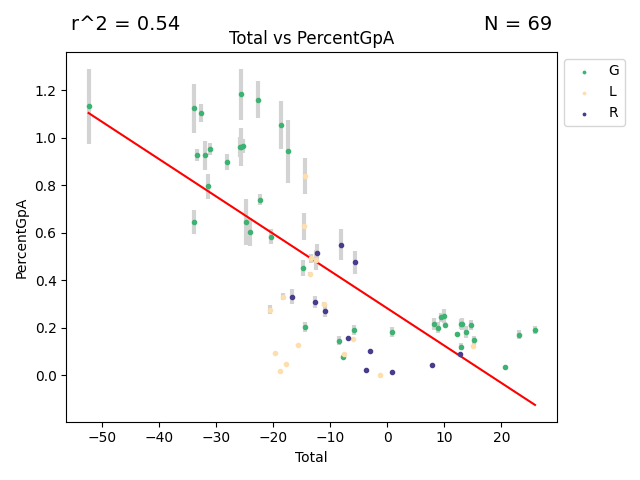 r^2 = 0.54
N = 69
Total vs PercentGpA
G
L
R
PercentGpA
1.2
1.0
0.8
0.6
0.4
0.2
0.0
−50
−40
−30
−20
−10
0
10
20
Total